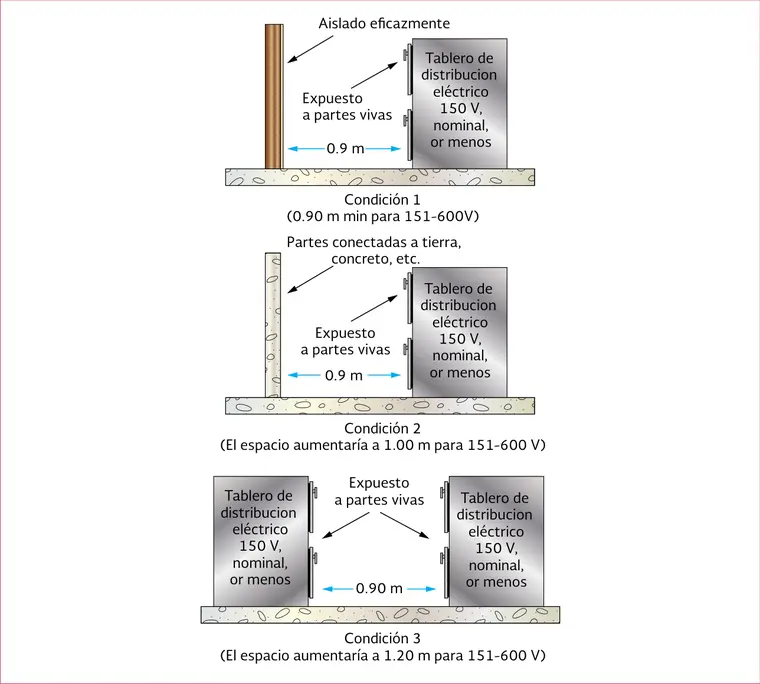 Aislado eficazmente
Tablero de
distribucion
eléctrico
150 V,
nominal,
or menos
Expuesto
a partes vivas
0.9 m
Condición 1
(0.90 m min para 151-600V)
Partes conectadas a tierra,
concreto, etc.
Tablero de
distribucion
eléctrico
150 V,
nominal,
or menos
Expuesto
a partes vivas
0.9 m
Condición 2
(El espacio aumentaría a 1.00 m para 151-600 V)
Tablero de
distribucion
eléctrico
150 V,
nominal,
or menos
Expuesto
a partes vivas
Tablero de
distribucion
eléctrico
150 V,
nominal,
or menos
0.90 m
Condición 3
(El espacio aumentaría a 1.20 m para 151-600 V)